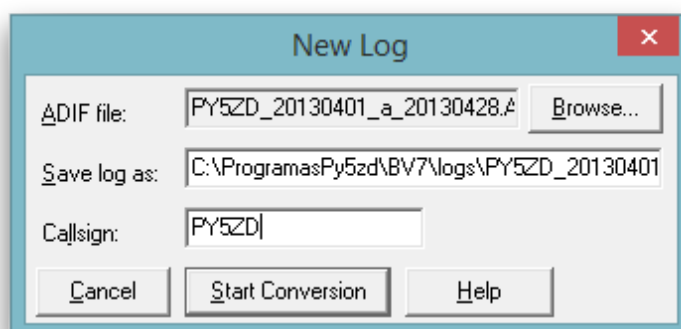 New Log
ADIF file: PY5ZD_20130401_a_20130428.A Browse...
Save log as: C:\ProgramasPy5zd\BV7\logs\PY5ZD_20130401
Callsign: PY5ZD
Cancel Start Conversion Help